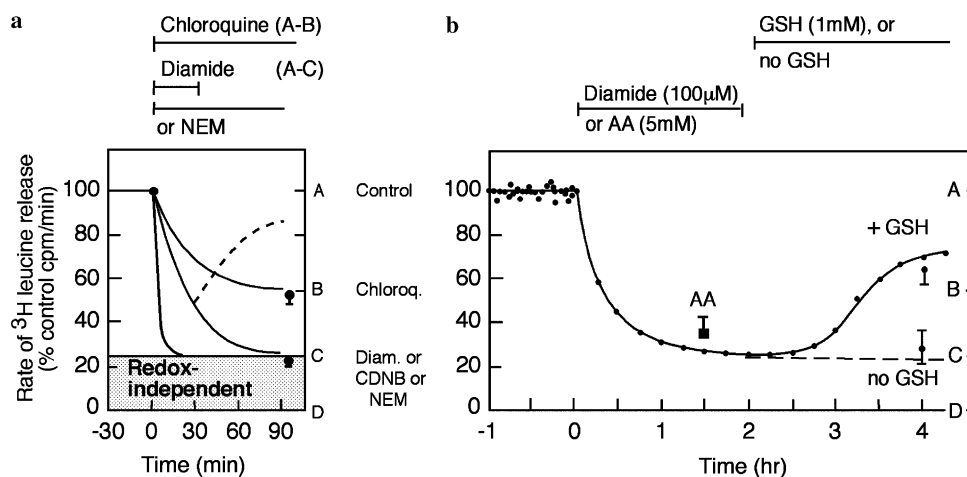 a
Chloroquine (A-B)
Diamide (A-C)
or NEM
Rate of ³H leucine release
(% control cpm/min)
100
80
60
40
20
0
-30 0 30 60 90
Time (min)
Redox-
independent
A
B
C
D
Control
Chloroq.
Diam. or
CDNB or
NEM
b
GSH (1mM), or
no GSH
Diamide (100µM)
or AA (5mM)
100
80
60
40
20
0
-1 0 1 2 3 4
Time (hr)
AA
+ GSH
no GSH
A
B
C
D